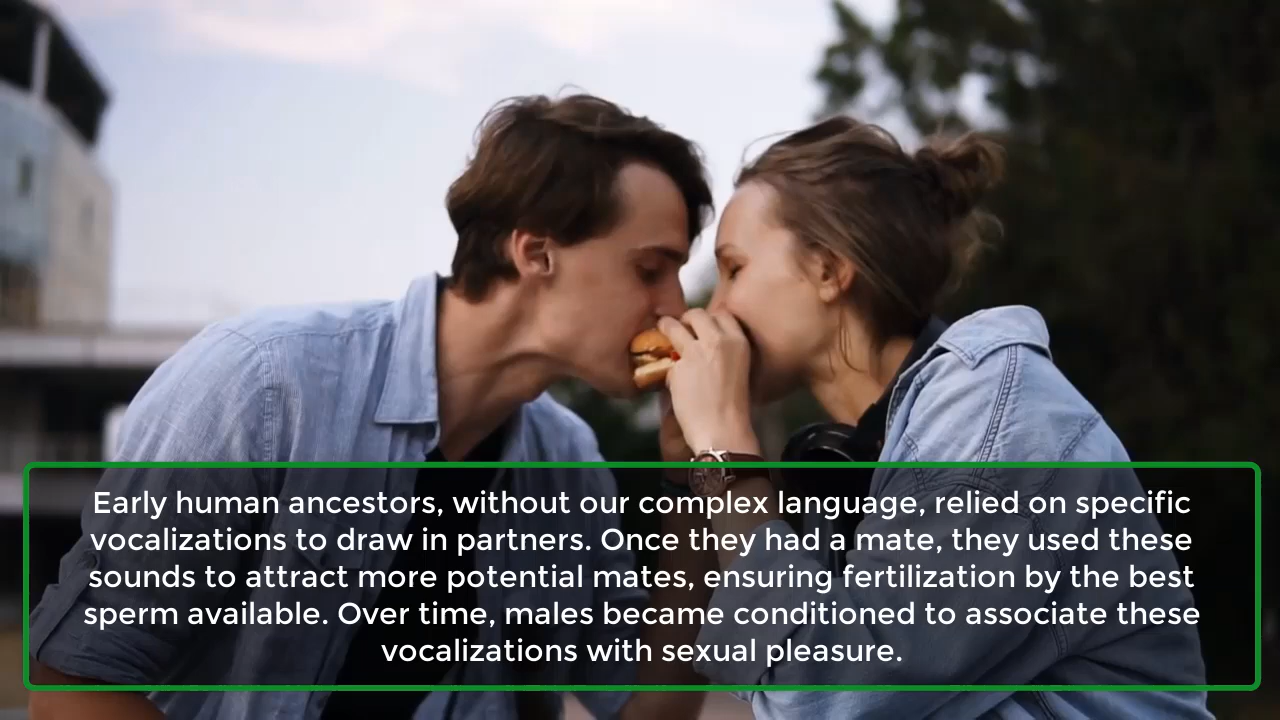 Early human ancestors, without our complex language, relied on specific
vocalizations to draw in partners. Once they had a mate, they used these
sounds to attract more potential mates, ensuring fertilization by the best
sperm available. Over time, males became conditioned to associate these
vocalizations with sexual pleasure.